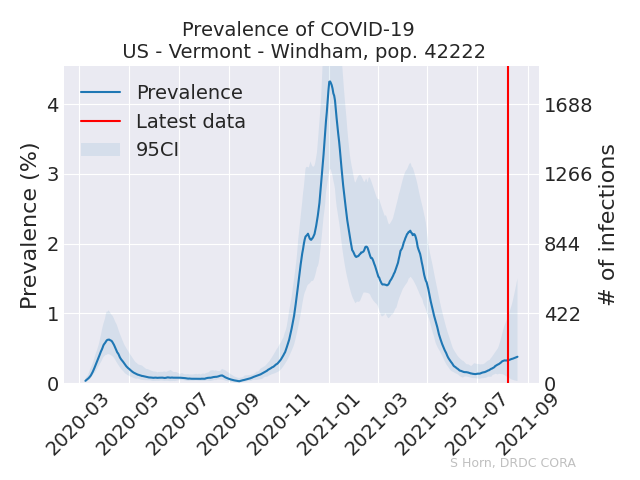 Prevalence of COVID-19
US - Vermont - Windham, pop. 42222
Prevalence
Latest data
95CI
Prevalence (%)
4
3
2
1
0
1688
1266
844
422
0
# of infections
2020-03
2020-05
2020-07
2020-09
2020-11
2021-01
2021-03
2021-05
2021-07
2021-09
S Horn, DRDC CORA